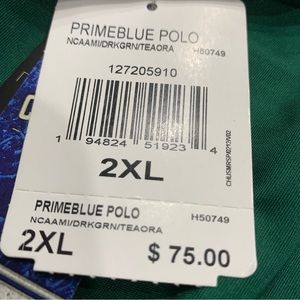 PRIMEBLUE POLO
NCAAMI/DRKGRN/TEAORA H50749
127205910
1 94824 51923 4
2XL
PRIMEBLUE POLO H50749
NCAAMI/DRKGRN/TEAORA
2XL $ 75.00